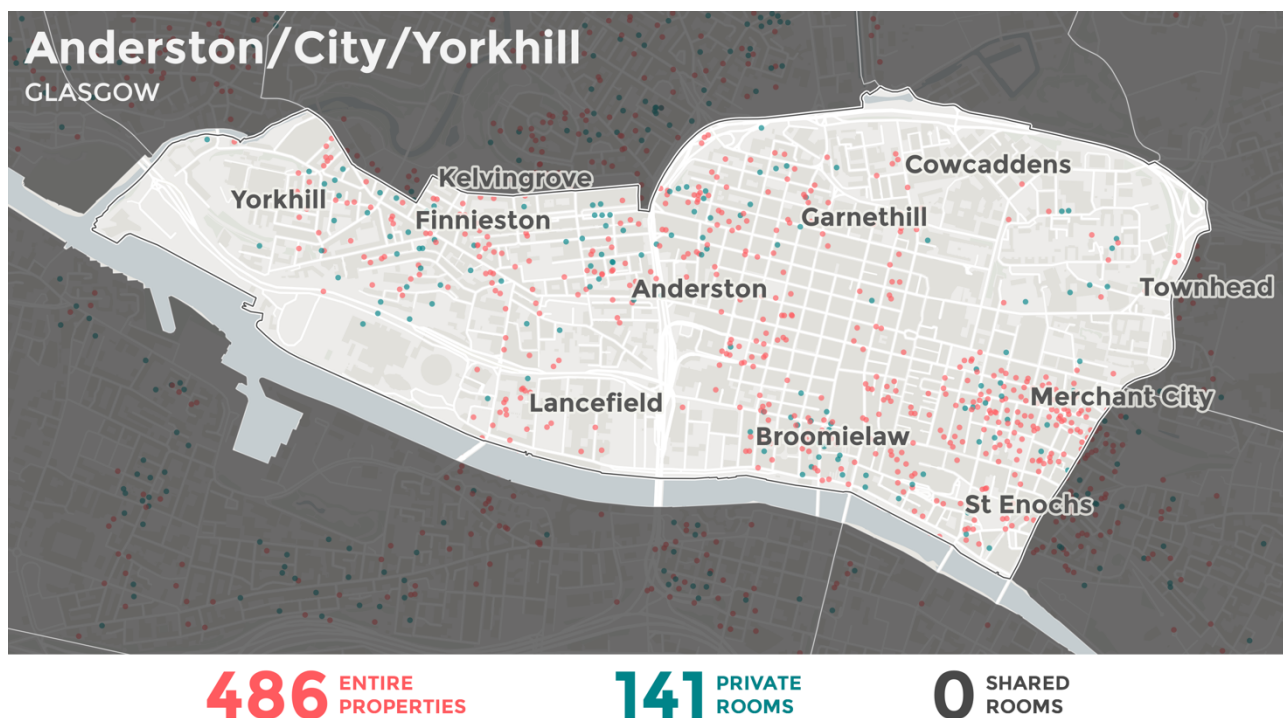 Anderston/City/Yorkhill
GLASGOW
Cowcaddens
Kelvingrove
Yorkhill
Finnieston
Garnethill
Anderston
Townhead
Merchant City
Lancefield
Broomielaw
St Enochs
486 ENTIRE
PROPERTIES
141 PRIVATE
ROOMS
0 SHARED
ROOMS